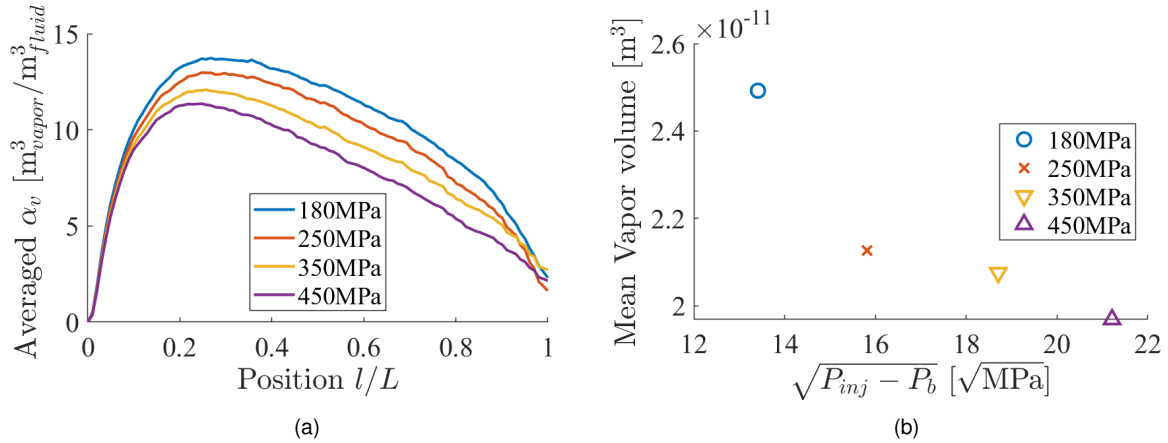 15
10
5
0
Averaged α_v [m³_vapor/m³_fluid]
180MPa
250MPa
350MPa
450MPa
0 0.2 0.4 0.6 0.8 1
Position l/L
(a)
×10⁻¹¹
2.6
2.4
2.2
2
Mean Vapor volume [m³]
180MPa
250MPa
350MPa
450MPa
12 14 16 18 20 22
√(P_inj − P_b) [√MPa]
(b)